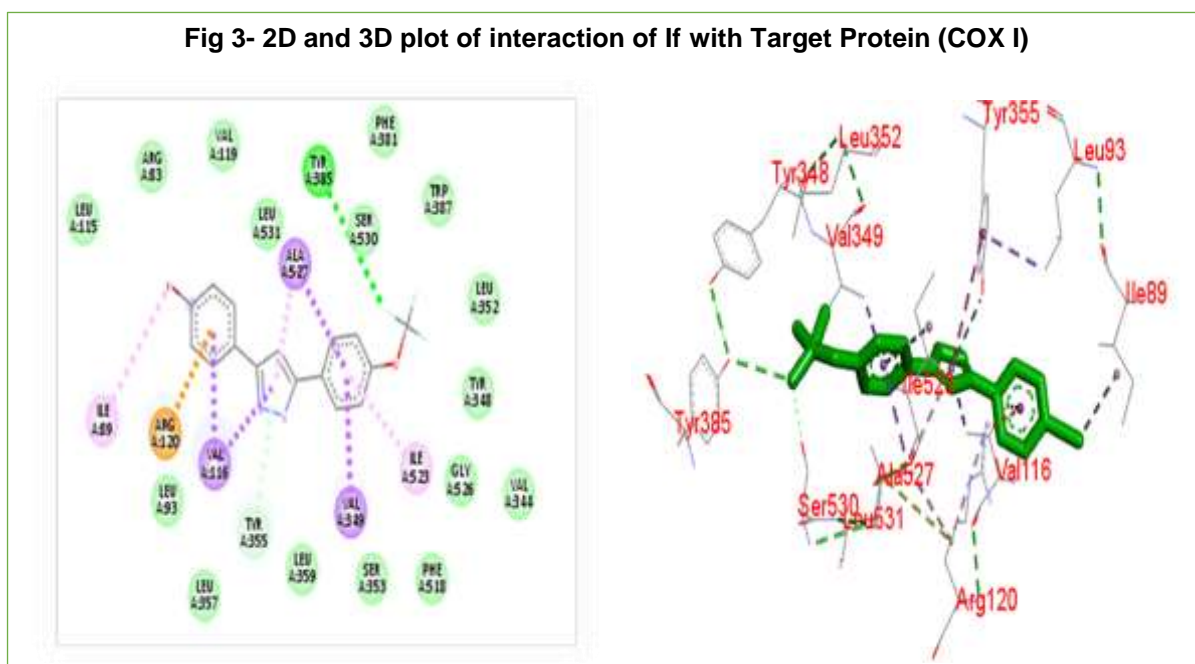 Fig 3- 2D and 3D plot of interaction of If with Target Protein (COX I)
PHE
A:381
VAL
A:119
TYR
A:385
ARG
A:83
TRP
A:387
LEU
A:115
LEU
A:531
SER
A:530
ALA
A:527
LEU
A:352
TYR
A:348
ILE
A:89
ARG
A:120
VAL
A:116
ILE
A:523
GLY
A:526
VAL
A:344
LEU
A:93
VAL
A:349
TYR
A:355
LEU
A:359
SER
A:353
PHE
A:518
LEU
A:357
Tyr355
Leu352
Leu93
Tyr348
Val349
Ile89
Tyr385
Ala527
Val116
Ser530
Leu531
Arg120